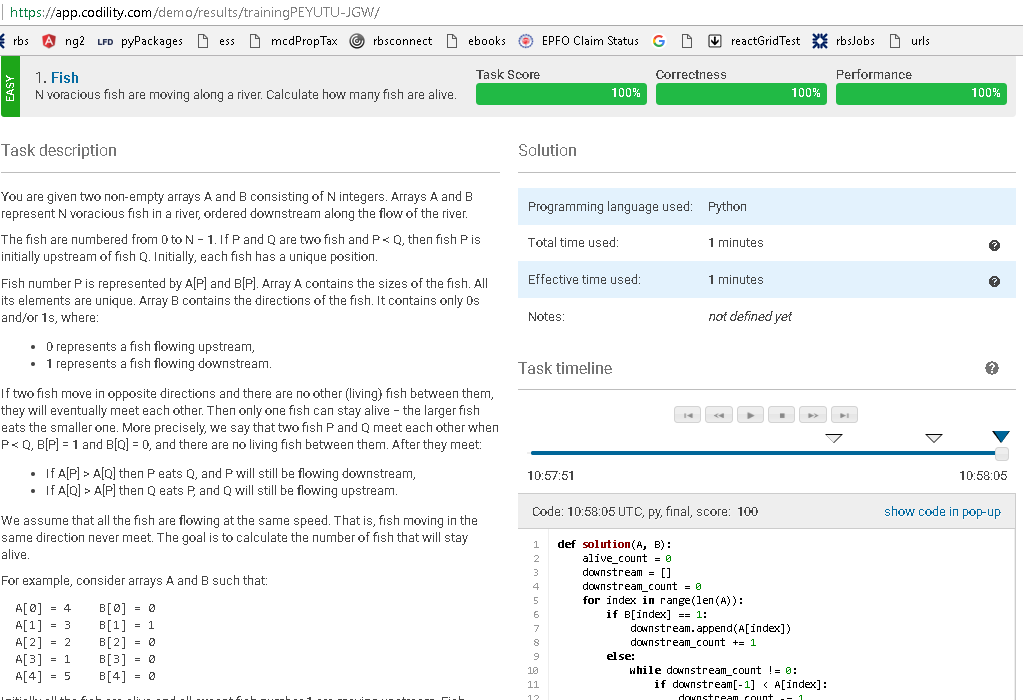 https://app.codility.com/demo/results/trainingPEYUTU-JGW/
rbs ng2 LFD pyPackages ess mcdPropTax rbsconnect ebooks EPFO Claim Status reactGridTest rbsJobs urls
EASY
1. Fish
N voracious fish are moving along a river. Calculate how many fish are alive.
Task Score
100%
Correctness
100%
Performance
100%
Task description
You are given two non-empty arrays A and B consisting of N integers. Arrays A and B
represent N voracious fish in a river, ordered downstream along the flow of the river.
The fish are numbered from 0 to N − 1. If P and Q are two fish and P < Q, then fish P is
initially upstream of fish Q. Initially, each fish has a unique position.
Fish number P is represented by A[P] and B[P]. Array A contains the sizes of the fish. All
its elements are unique. Array B contains the directions of the fish. It contains only 0s
and/or 1s, where:
• 0 represents a fish flowing upstream,
• 1 represents a fish flowing downstream.
If two fish move in opposite directions and there are no other (living) fish between them,
they will eventually meet each other. Then only one fish can stay alive − the larger fish
eats the smaller one. More precisely, we say that two fish P and Q meet each other when
P < Q, B[P] = 1 and B[Q] = 0, and there are no living fish between them. After they meet:
• If A[P] > A[Q] then P eats Q, and P will still be flowing downstream,
• If A[Q] > A[P] then Q eats P, and Q will still be flowing upstream.
We assume that all the fish are flowing at the same speed. That is, fish moving in the
same direction never meet. The goal is to calculate the number of fish that will stay
alive.
For example, consider arrays A and B such that:
A[0] = 4 B[0] = 0
A[1] = 3 B[1] = 1
A[2] = 2 B[2] = 0
A[3] = 1 B[3] = 0
A[4] = 5 B[4] = 0
Initially all the fish are alive and all except fish number 1 are moving upstream. Fish
Solution
Programming language used: Python
Total time used: 1 minutes ?
Effective time used: 1 minutes ?
Notes: not defined yet
Task timeline ?
10:57:51 10:58:05
Code: 10:58:05 UTC, py, final, score: 100 show code in pop-up
1 def solution(A, B):
2 alive_count = 0
3 downstream = []
4 downstream_count = 0
5 for index in range(len(A)):
6 if B[index] == 1:
7 downstream.append(A[index])
8 downstream_count += 1
9 else:
10 while downstream_count != 0:
11 if downstream[-1] < A[index]:
12 downstream_count -= 1